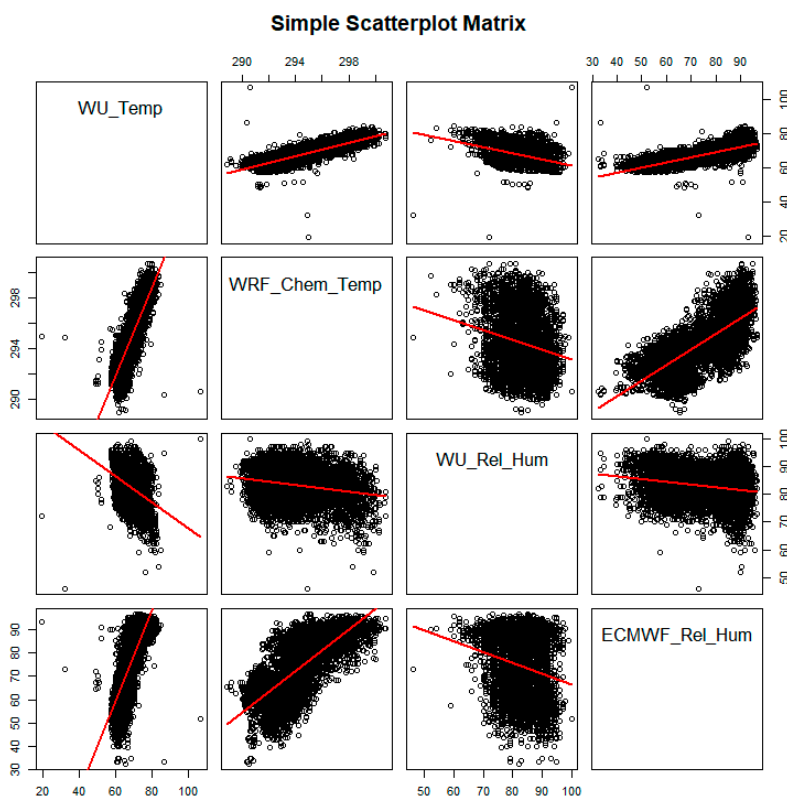 Simple Scatterplot Matrix
290 294 298
30 40 50 60 70 80 90
WU_Temp
20 40 60 80 100
WRF_Chem_Temp
290 294 298
WU_Rel_Hum
50 60 70 80 90 100
ECMWF_Rel_Hum
30 40 50 60 70 80 90
20 40 60 80 100
50 60 70 80 90 100